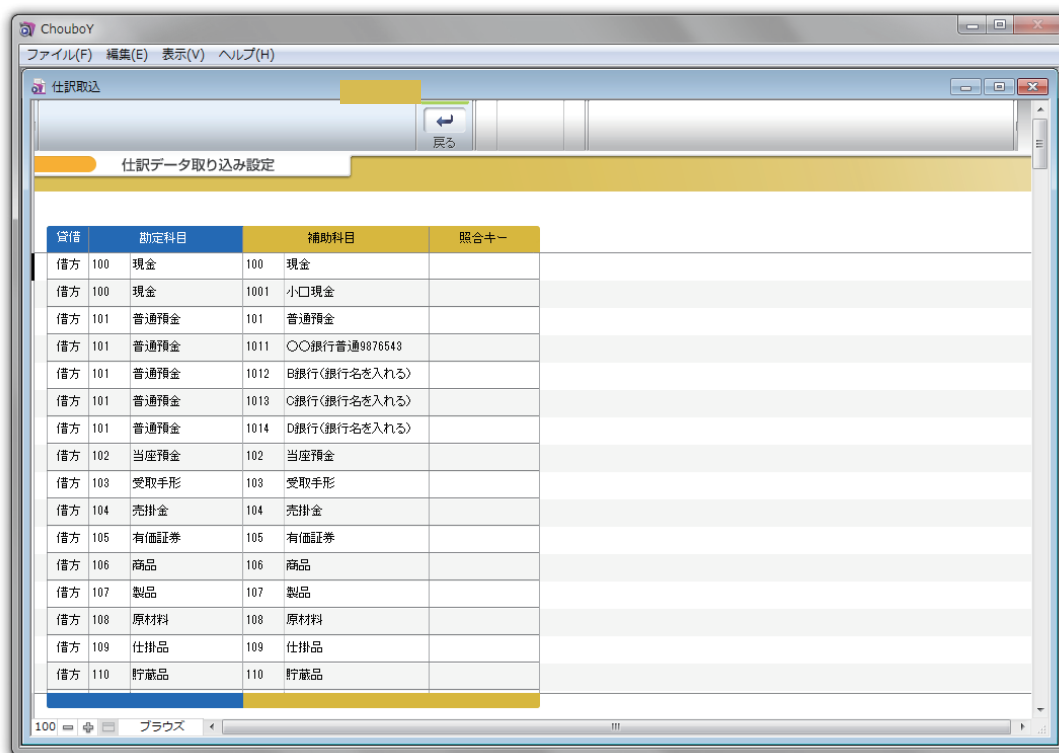 ChouboY
ファイル(F) 編集(E) 表示(V) ヘルプ(H)
仕訳取込
戻る
仕訳データ取り込み設定
貸借 勘定科目 補助科目 照合キー
借方 100 現金 100 現金
借方 100 現金 1001 小口現金
借方 101 普通預金 101 普通預金
借方 101 普通預金 1011 〇〇銀行普通9876543
借方 101 普通預金 1012 B銀行(銀行名を入れる)
借方 101 普通預金 1013 C銀行(銀行名を入れる)
借方 101 普通預金 1014 D銀行(銀行名を入れる)
借方 102 当座預金 102 当座預金
借方 103 受取手形 103 受取手形
借方 104 売掛金 104 売掛金
借方 105 有価証券 105 有価証券
借方 106 商品 106 商品
借方 107 製品 107 製品
借方 108 原材料 108 原材料
借方 109 仕掛品 109 仕掛品
借方 110 貯蔵品 110 貯蔵品
100 ブラウズ